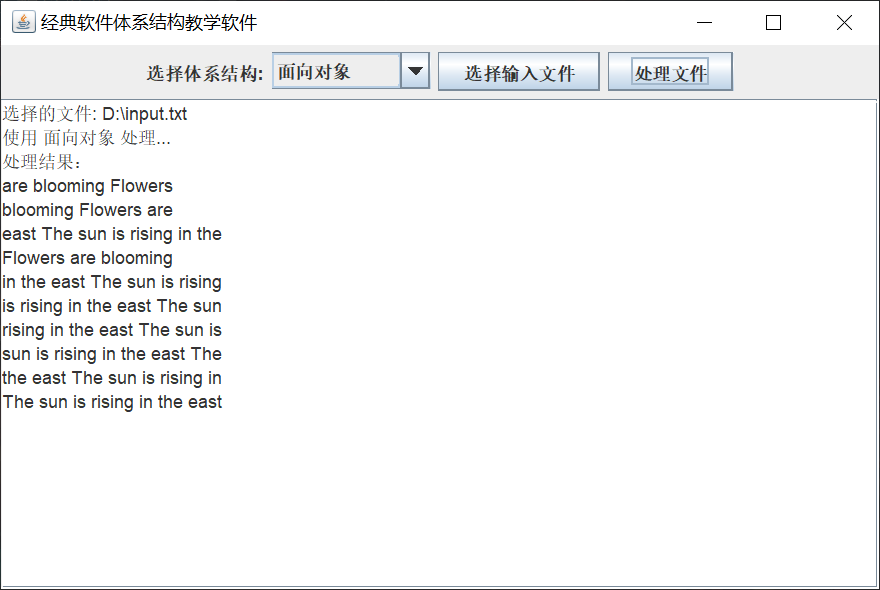 经典软件体系结构教学软件
选择体系结构: 面向对象 选择输入文件 处理文件
选择的文件: D:\input.txt
使用 面向对象 处理...
处理结果：
are blooming Flowers
blooming Flowers are
east The sun is rising in the
Flowers are blooming
in the east The sun is rising
is rising in the east The sun
rising in the east The sun is
sun is rising in the east The
the east The sun is rising in
The sun is rising in the east